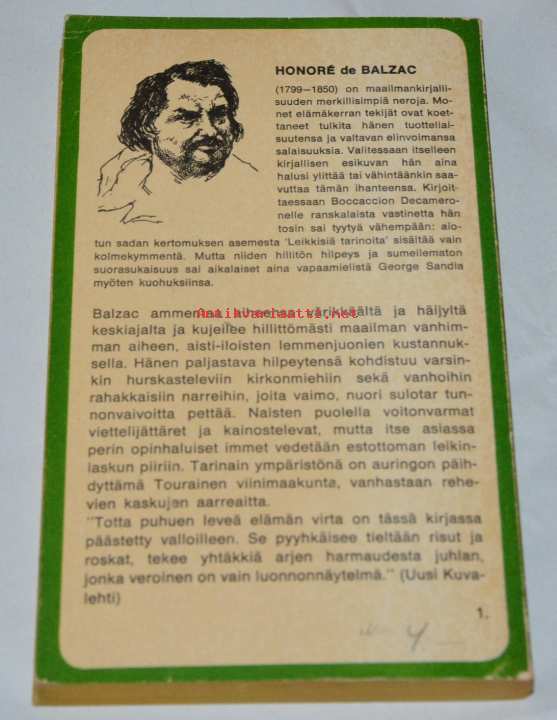 HONORÉ de BALZAC
(1799—1850) on maailmankirjalli-
suuden merkillisimpiä neroja. Mo-
net elämäkerran tekijät ovat koet-
taneet tulkita hänen tuotteliai-
suutensa ja valtavan elinvoimansa
salaisuuksia. Valitessaan itselleen
kirjallisen esikuvan hän aina
halusi ylittää tai vähintäänkin saa-
vuttaa tämän ihanteensa. Kirjoit-
taessaan Boccaccion Decamero-
nelle ranskalaista vastinetta hän
tosin sai tyytyä vähempään: aio-
tun sadan kertomuksen asemesta 'Leikkisiä tarinoita' sisältää vain
kolmekymmentä. Mutta niiden hillitön hilpeys ja sumeilematon
suorasukaisuus sai aikalaiset aina vapaamielistä George Sandia
myöten kuohuksiinsa.
Balzac ammentaa värikkäältä ja häijyltä
Antikvariaatti.net
keskiajalta ja kujeilee hillittömästi maailman vanhim-
man aiheen, aisti-iloisten lemmenjuonien kustannuk-
sella. Hänen paljastava hilpeytensä kohdistuu varsin-
kin hurskasteleviin kirkonmiehiin sekä vanhoihin
rahakkaisiin narreihin, joita vaimo, nuori sulotar tun-
nonvaivoitta pettää. Naisten puolella voitonvarmat
viettelijättäret ja kainostelevat, mutta itse asiassa
perin opinhaluiset immet vedetään estottoman leikin-
laskun piiriin. Tarinain ympäristönä on auringon päih-
dyttämä Tourainen viinimaakunta, vanhastaan rehe-
vien kaskujen aarreaitta.
"Totta puhuen leveä elämän virta on tässä kirjassa
päästetty valloilleen. Se pyyhkäisee tieltään risut ja
roskat, tekee yhtäkkiä arjen harmaudesta juhlan,
jonka veroinen on vain luonnonnäytelmä." (Uusi Kuva-
lehti)
1.
4